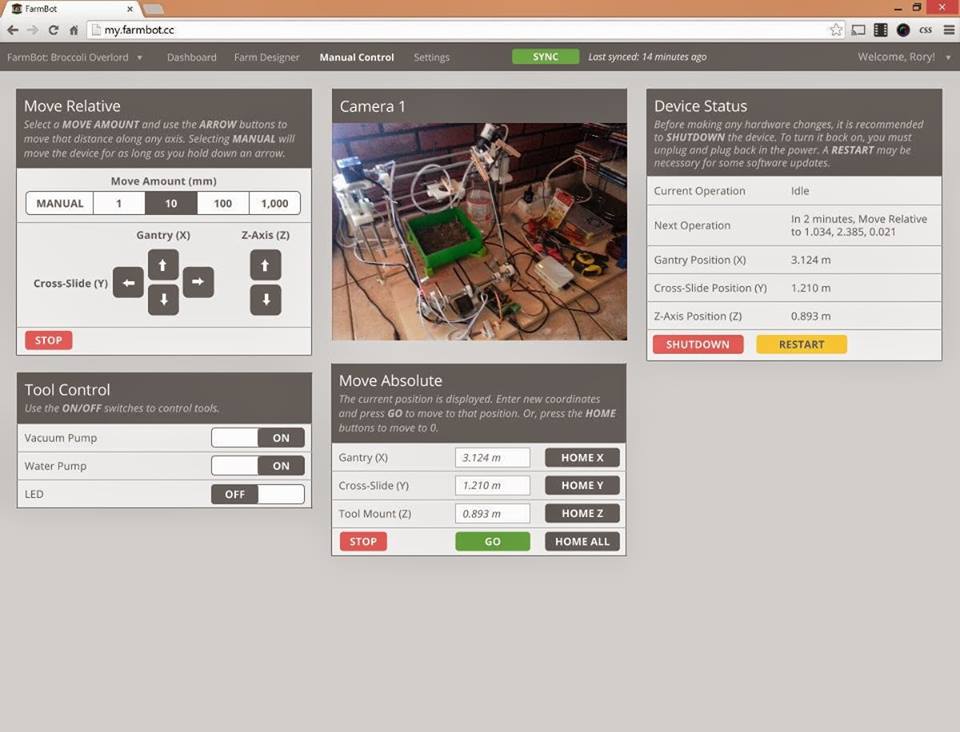 FarmBot
my.farmbot.cc
CSS
FarmBot: Broccoli Overlord
Dashboard
Farm Designer
Manual Control
Settings
SYNC
Last synced: 14 minutes ago
Welcome, Rory!
Move Relative
Select a MOVE AMOUNT and use the ARROW buttons to
move that distance along any axis. Selecting MANUAL will
move the device for as long as you hold down an arrow.
Move Amount (mm)
MANUAL 1 10 100 1,000
Gantry (X) Z-Axis (Z)
Cross-Slide (Y)
STOP
Tool Control
Use the ON/OFF switches to control tools.
Vacuum Pump ON
Water Pump ON
LED OFF
Camera 1
Move Absolute
The current position is displayed. Enter new coordinates
and press GO to move to that position. Or, press the HOME
buttons to move to 0.
Gantry (X) 3.124 m HOME X
Cross-Slide (Y) 1.210 m HOME Y
Tool Mount (Z) 0.893 m HOME Z
STOP GO HOME ALL
Device Status
Before making any hardware changes, it is recommended
to SHUTDOWN the device. To turn it back on, you must
unplug and plug back in the power. A RESTART may be
necessary for some software updates.
Current Operation Idle
Next Operation In 2 minutes, Move Relative
to 1.034, 2.385, 0.021
Gantry Position (X) 3.124 m
Cross-Slide Position (Y) 1.210 m
Z-Axis Position (Z) 0.893 m
SHUTDOWN RESTART